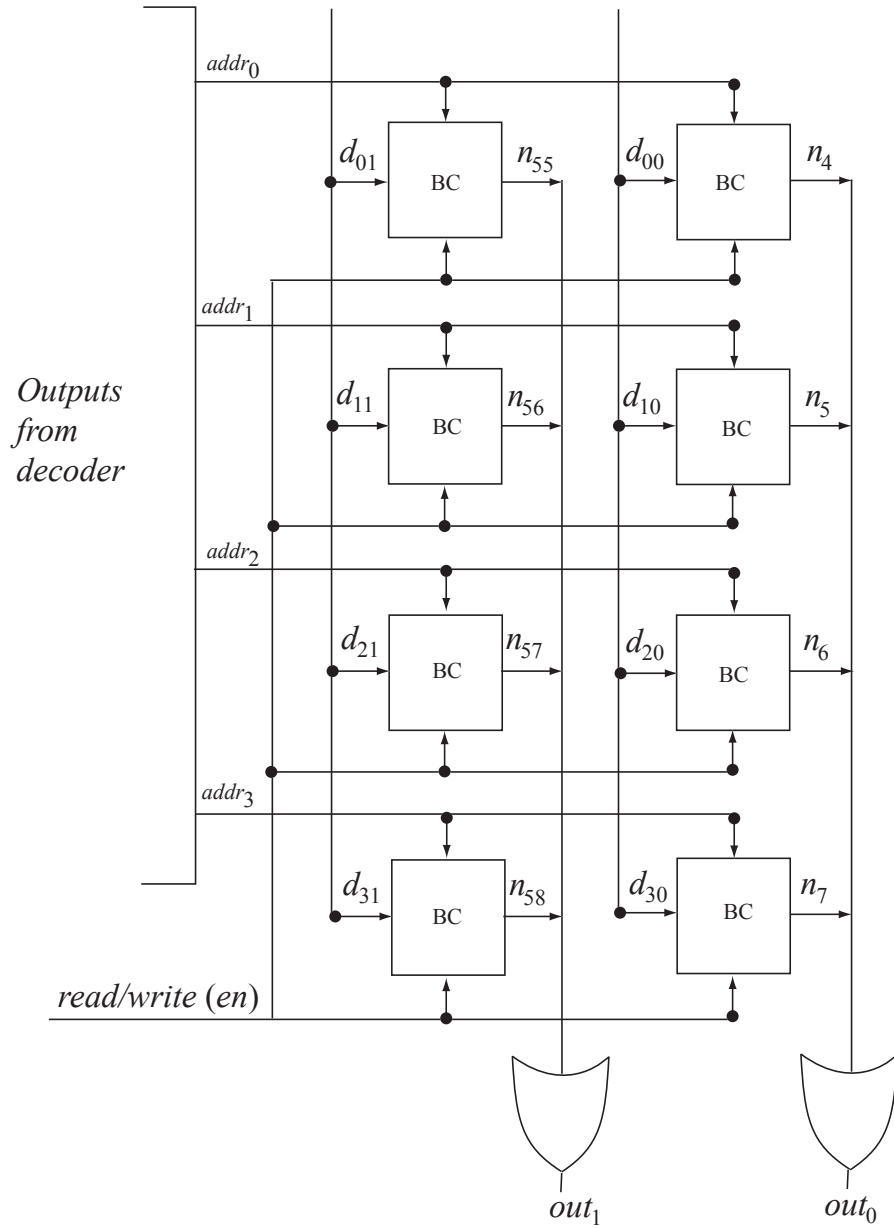 addr₀
d₀₁ BC n₅₅ d₀₀ BC n₄
addr₁
Outputs
from
decoder
d₁₁ BC n₅₆ d₁₀ BC n₅
addr₂
d₂₁ BC n₅₇ d₂₀ BC n₆
addr₃
d₃₁ BC n₅₈ d₃₀ BC n₇
read/write (en)
out₁ out₀